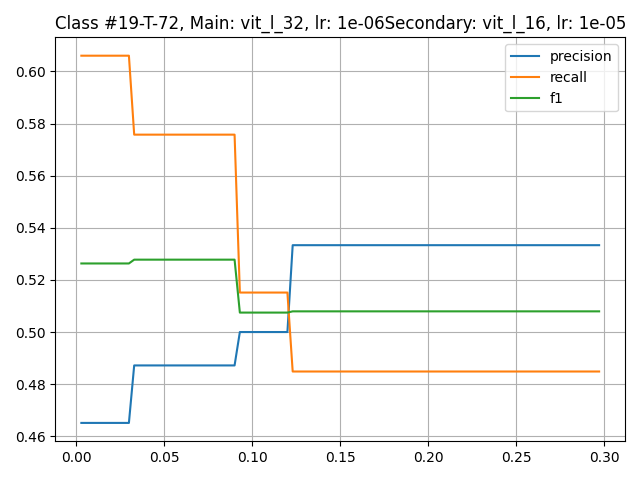 Class #19-T-72, Main: vit_l_32, lr: 1e-06Secondary: vit_l_16, lr: 1e-05
precision
recall
f1
0.60
0.58
0.56
0.54
0.52
0.50
0.48
0.46
0.00 0.05 0.10 0.15 0.20 0.25 0.30